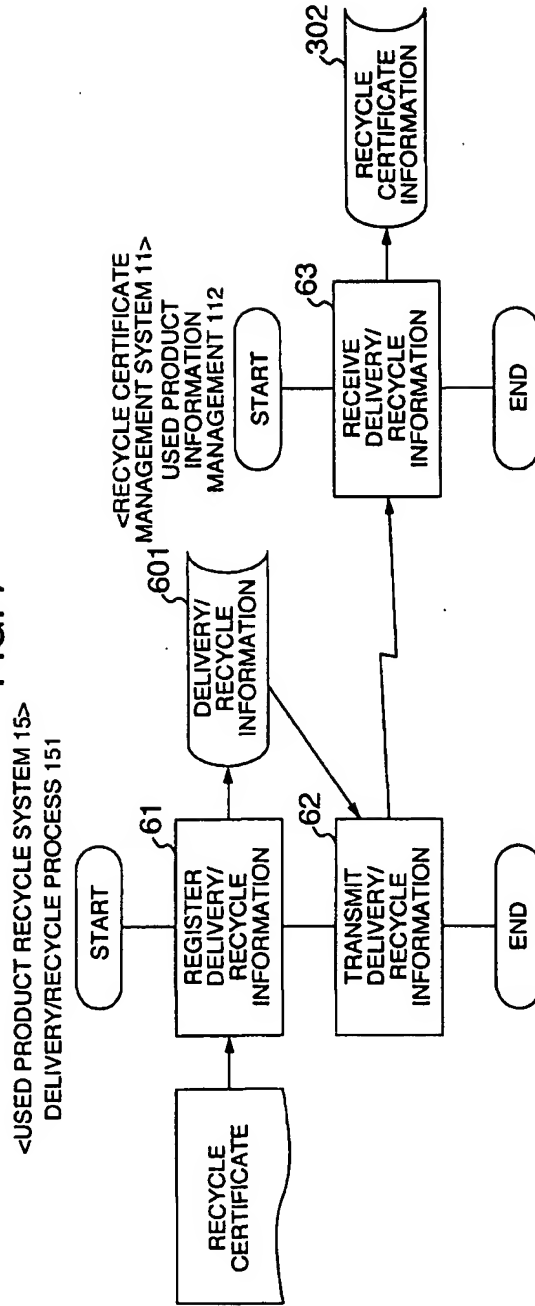 FIG. 7
<USED PRODUCT RECYCLE SYSTEM 15>
DELIVERY/RECYCLE PROCESS 151
START
RECYCLE
CERTIFICATE
61
REGISTER
DELIVERY/
RECYCLE
INFORMATION
601
DELIVERY/
RECYCLE
INFORMATION
62
TRANSMIT
DELIVERY/
RECYCLE
INFORMATION
END
<RECYCLE CERTIFICATE
MANAGEMENT SYSTEM 11>
USED PRODUCT
INFORMATION
MANAGEMENT 112
START
63
RECEIVE
DELIVERY/
RECYCLE
INFORMATION
302
RECYCLE
CERTIFICATE
INFORMATION
END